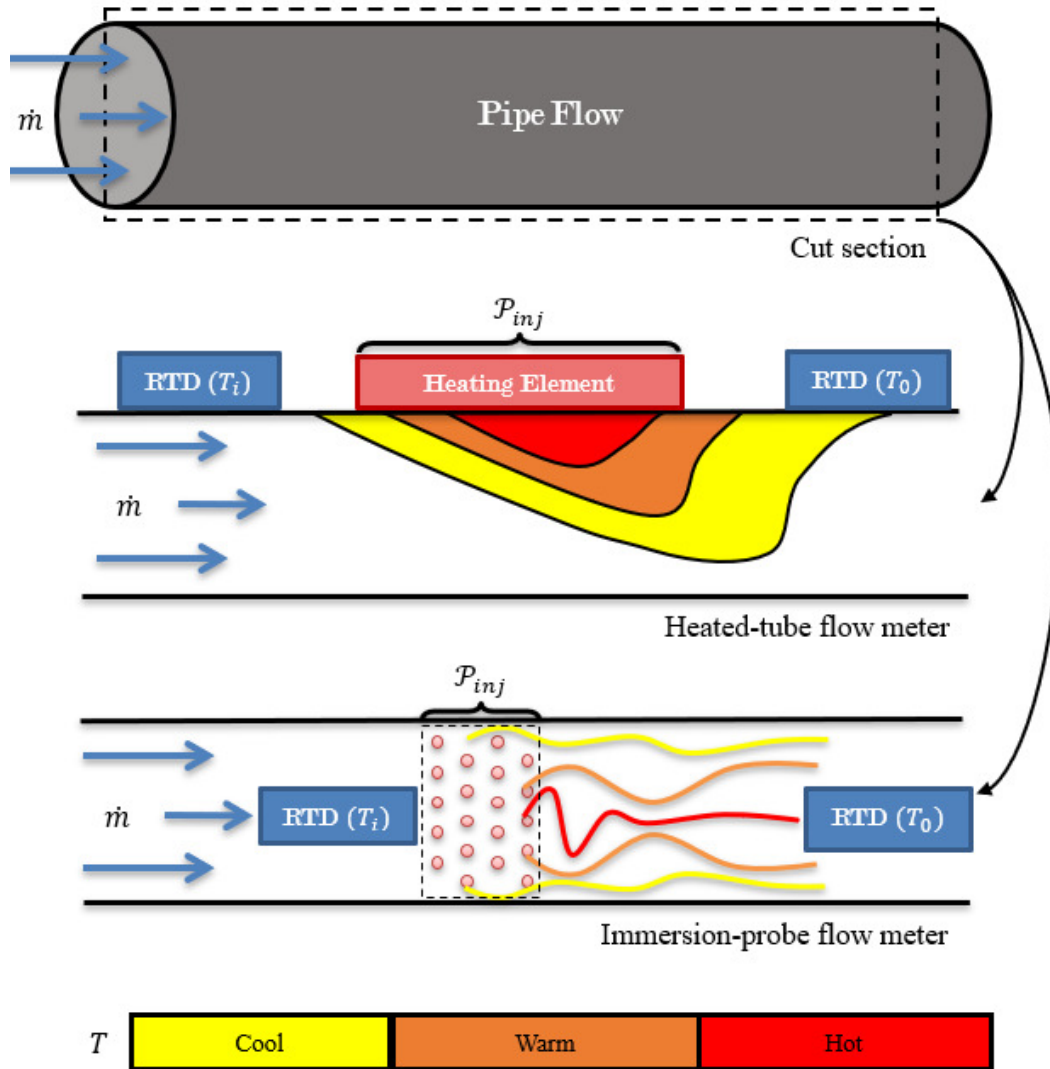 ṁ
Pipe Flow
Cut section
𝒫inj
RTD (Ti)
Heating Element
RTD (T0)
ṁ
Heated-tube flow meter
𝒫inj
ṁ
RTD (Ti)
RTD (T0)
Immersion-probe flow meter
T
Cool
Warm
Hot